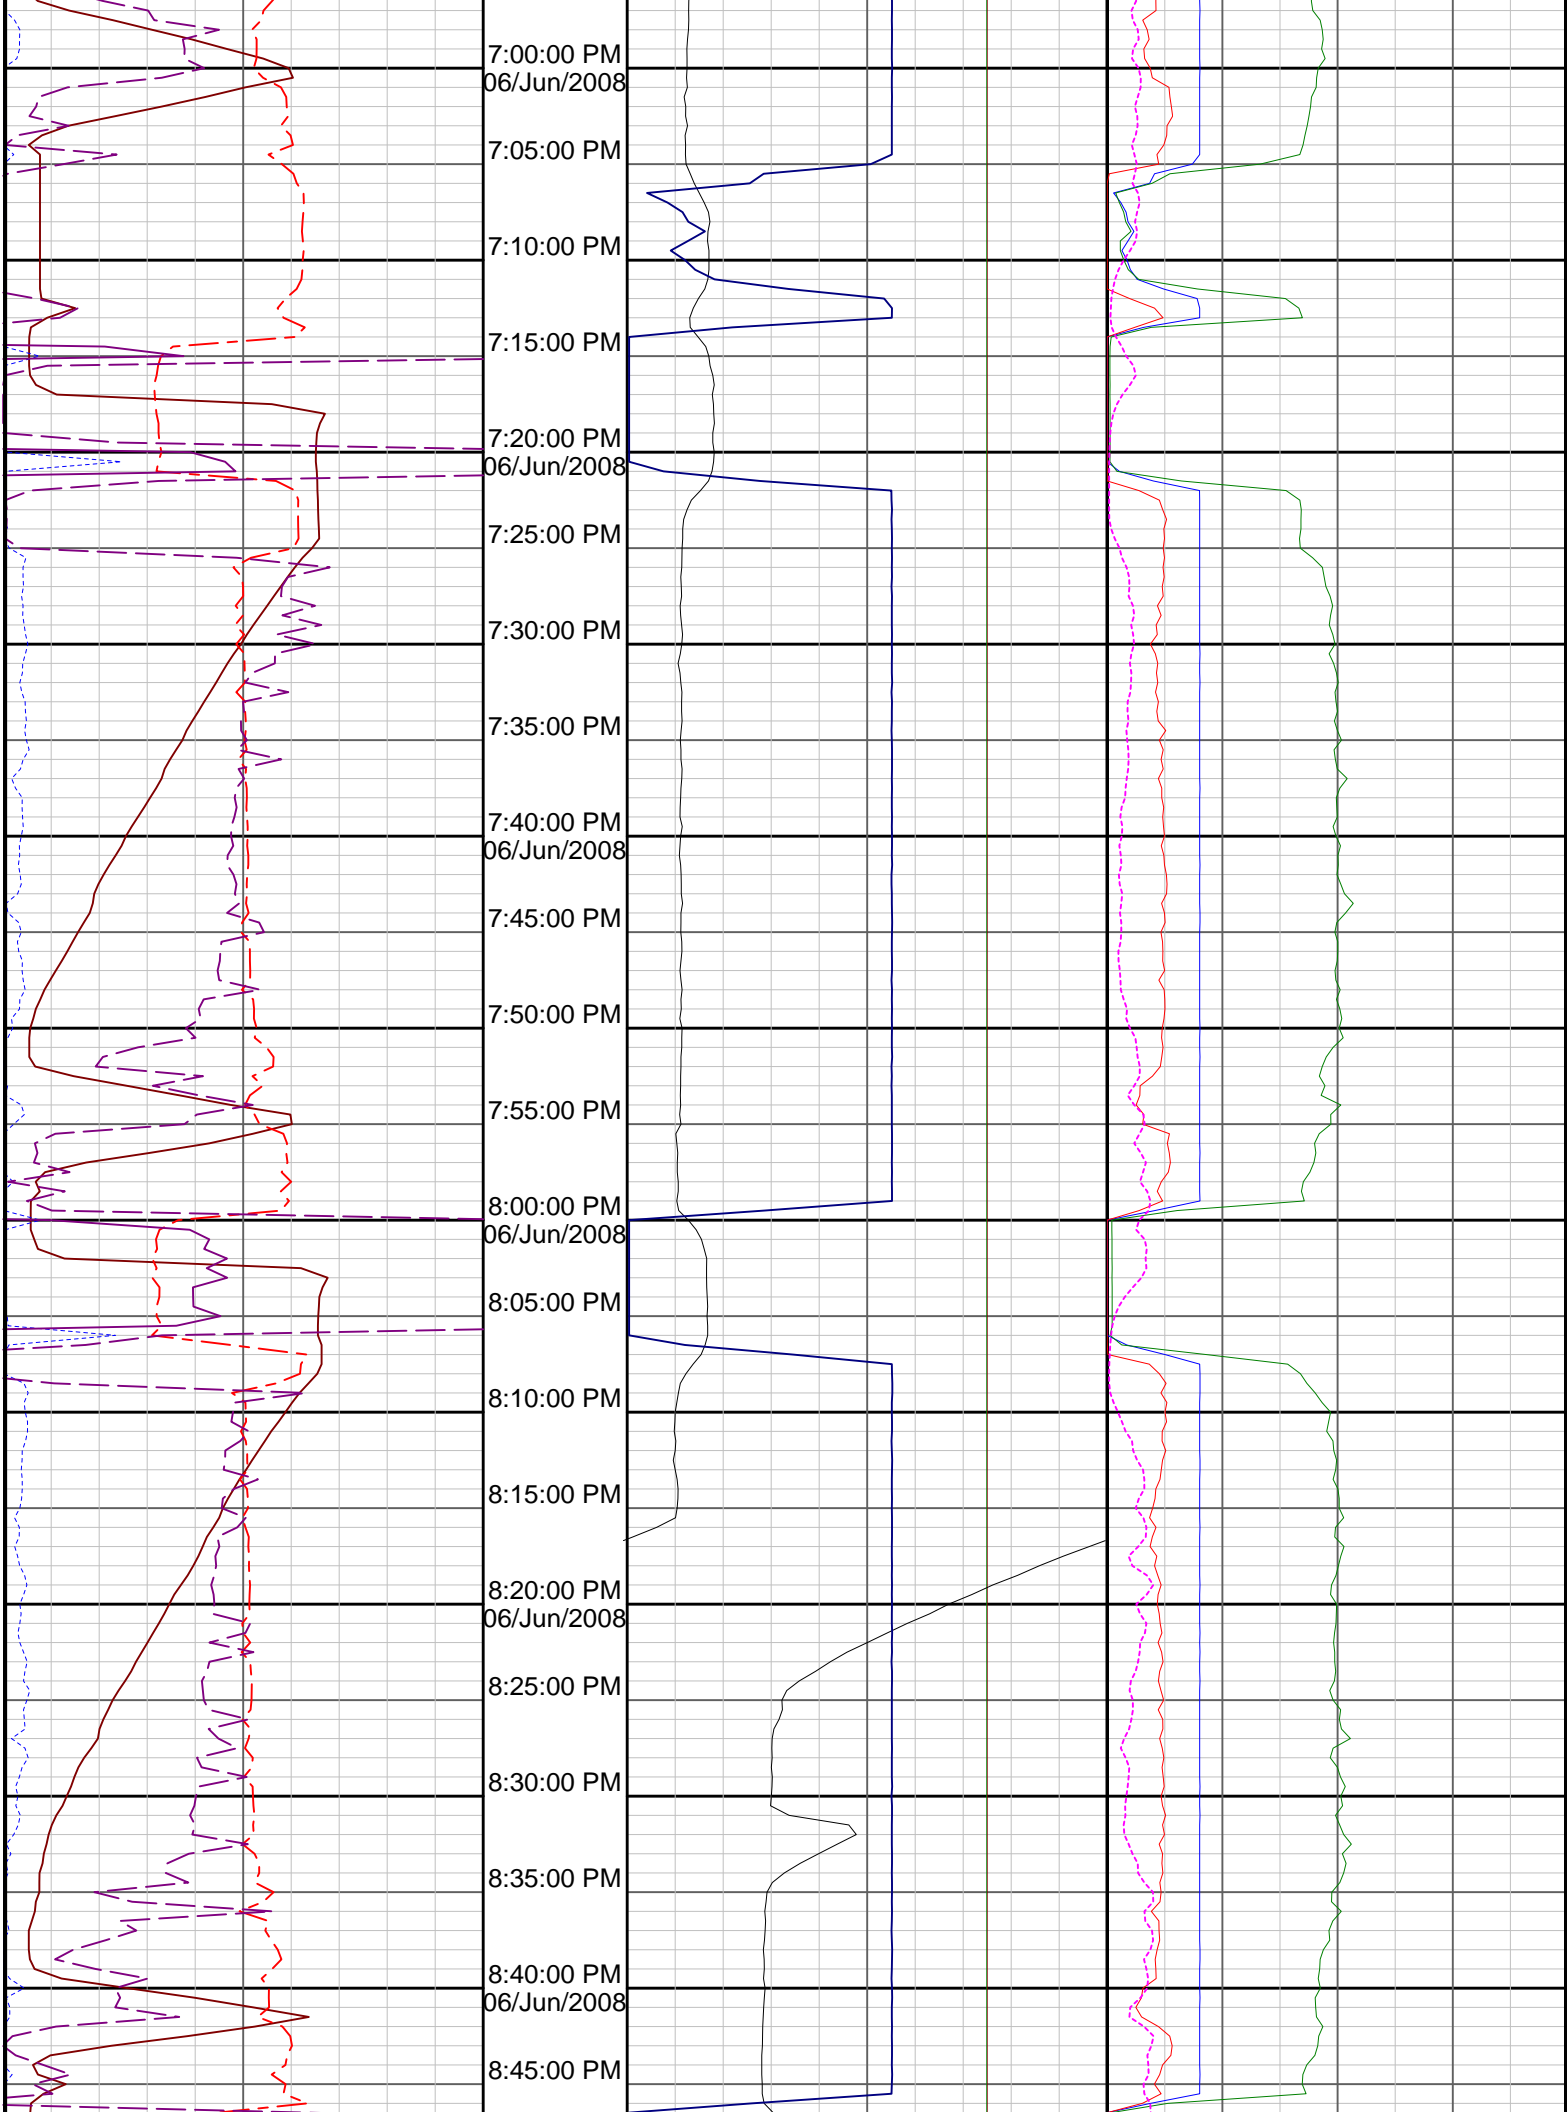 7:00:00 PM
06/Jun/2008
7:05:00 PM
7:10:00 PM
7:15:00 PM
7:20:00 PM
06/Jun/2008
7:25:00 PM
7:30:00 PM
7:35:00 PM
7:40:00 PM
06/Jun/2008
7:45:00 PM
7:50:00 PM
7:55:00 PM
8:00:00 PM
06/Jun/2008
8:05:00 PM
8:10:00 PM
8:15:00 PM
8:20:00 PM
06/Jun/2008
8:25:00 PM
8:30:00 PM
8:35:00 PM
8:40:00 PM
06/Jun/2008
8:45:00 PM